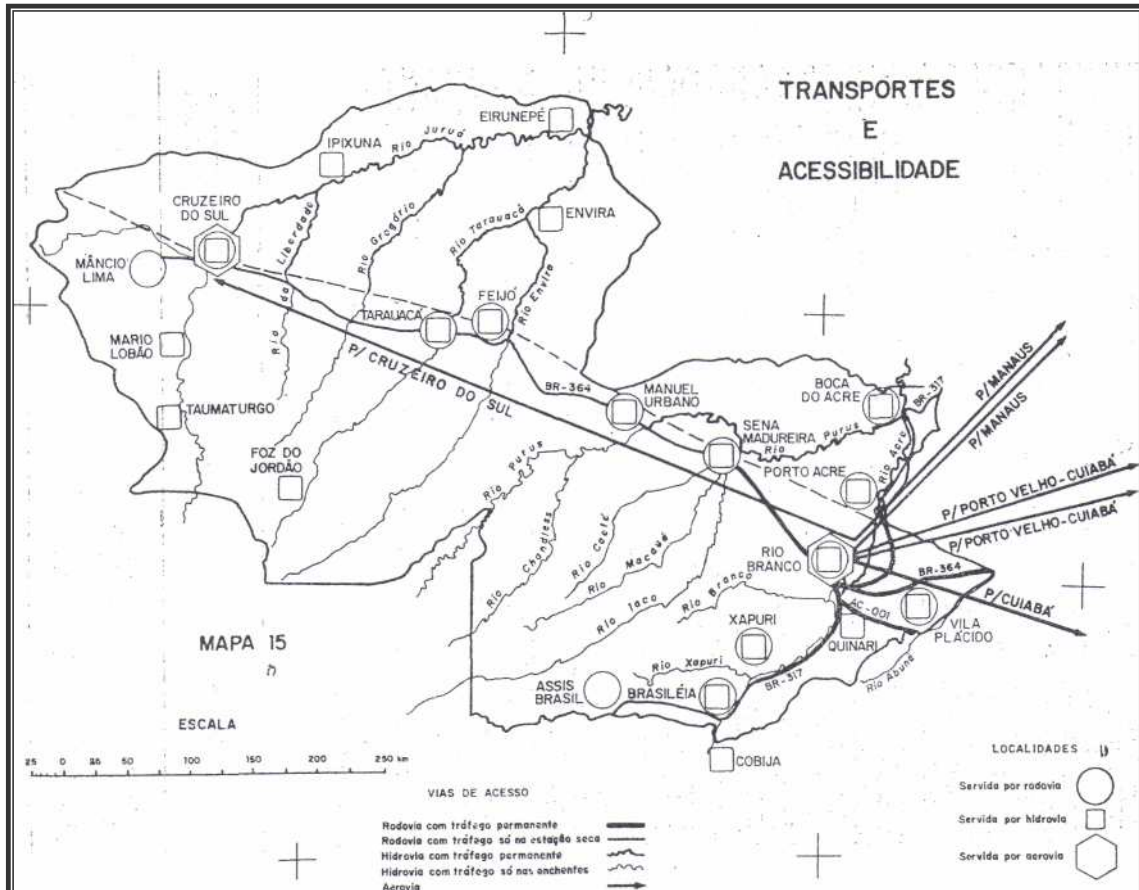 TRANSPORTES
E
ACESSIBILIDADE
EIRUNEPÉ
IPIXUNA
Rio Juruá
CRUZEIRO
DO SUL
ENVIRA
Rio da Liberdade
Rio Gregório
Rio Tarauacá
MÂNCIO
LIMA
FEIJÓ
Rio Envira
TARAUACÁ
MARIO
LOBÃO
P/ CRUZEIRO DO SUL
BR-364
MANUEL
URBANO
BOCA
DO ACRE
BR-317
P/MANAUS
P/MANAUS
TAUMATURGO
SENA
MADUREIRA
Rio Purus
Rio Acre
FOZ DO
JORDÃO
Rio Purus
PORTO ACRE
P/PORTO VELHO-CUIABÁ
P/PORTO VELHO-CUIABÁ
Rio Chandless
Rio Caeté
Rio Macauã
RIO
BRANCO
BR-364
P/CUIABÁ
Rio Iaco
Rio Branco
AC-001
VILA
PLÁCIDO
XAPURI
QUINARI
MAPA 15
Rio Xapuri
Rio Abunã
ASSIS
BRASIL
BRASILÉIA
BR-317
ESCALA
COBIJA
25 0 25 50 100 150 200 250 km
LOCALIDADES
VIAS DE ACESSO
Servida por rodovia
Servida por hidrovia
Servida por aerovia
Rodovia com tráfego permanente
Rodovia com tráfego só na estação seca
Hidrovia com tráfego permanente
Hidrovia com tráfego só nas enchentes
Aerovia